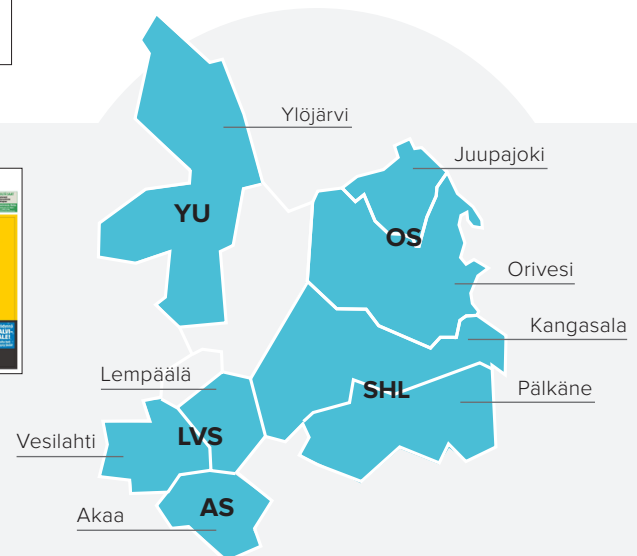 Ylöjärvi
Juupajoki
YU
OS
Orivesi
Kangasala
Lempäälä
SHL
Pälkäne
Vesilahti
LVS
AS
Akaa